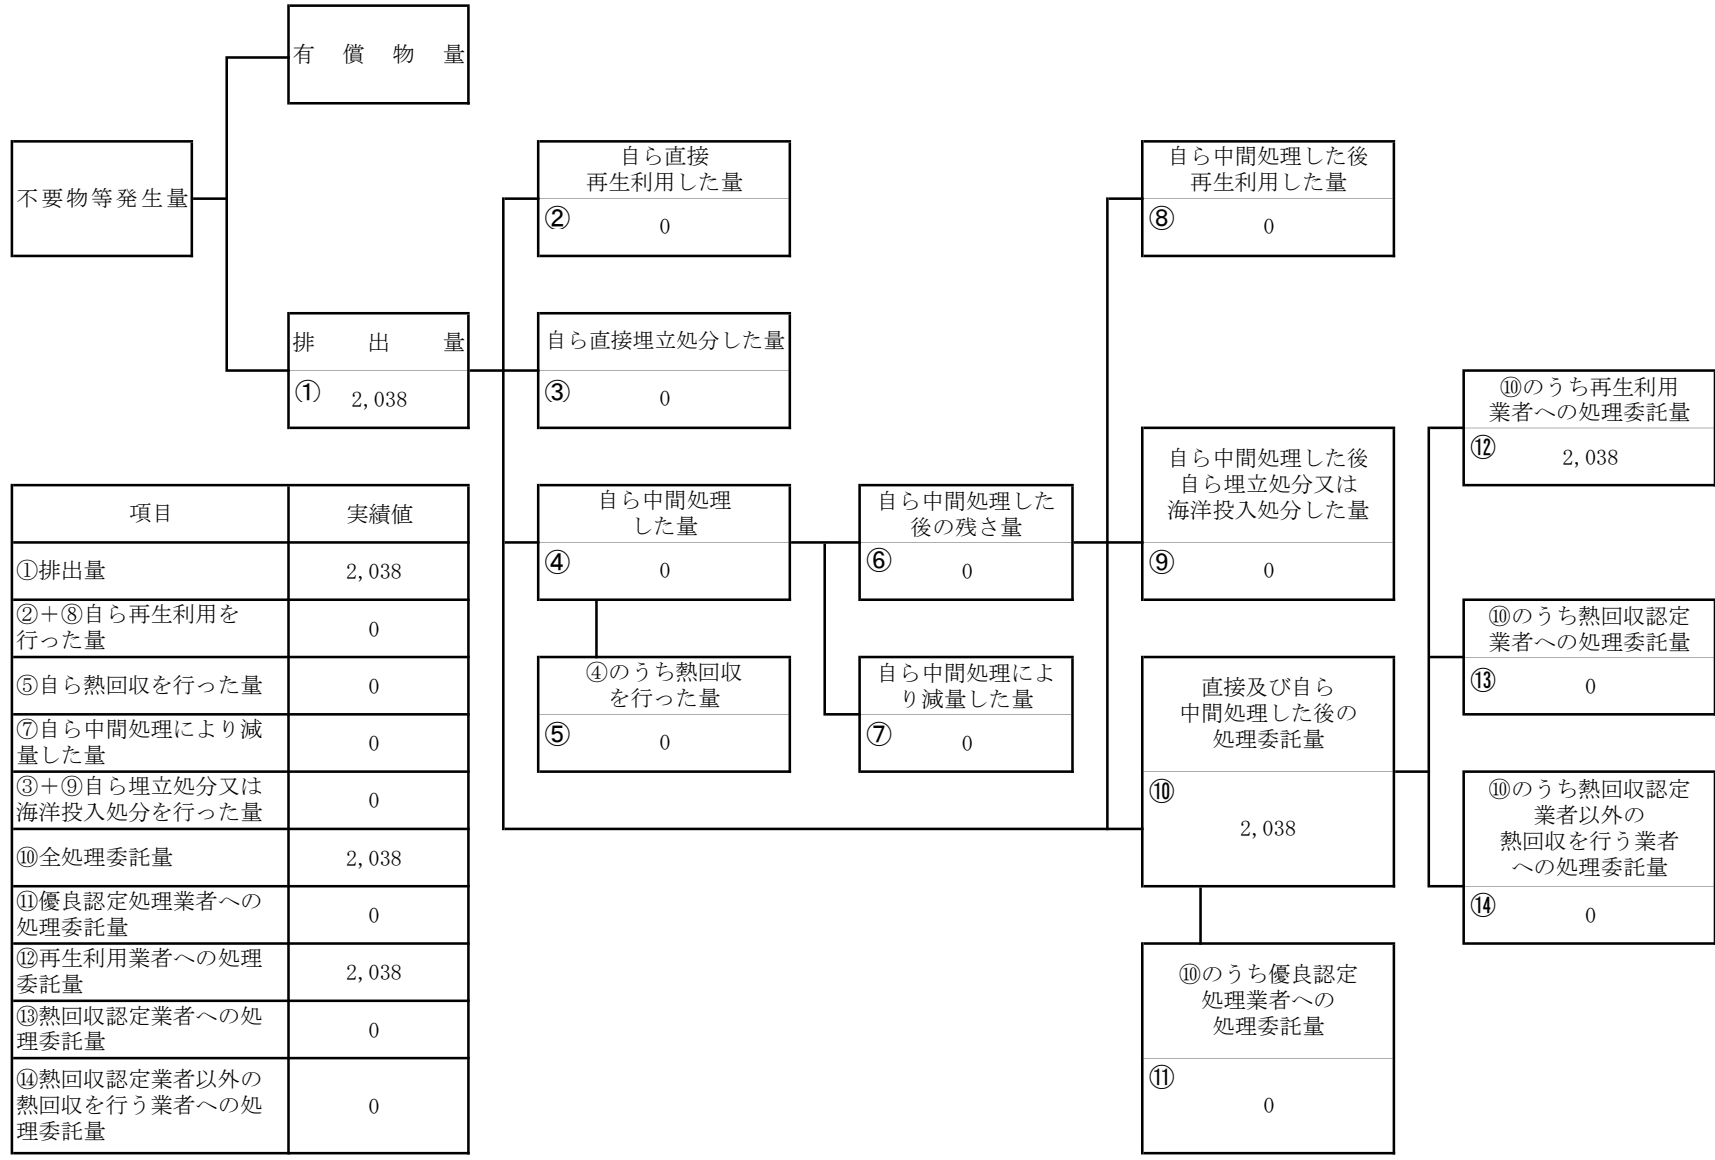 有償物量
不要物等発生量
排出量
① 2,038
自ら直接
再生利用した量
② 0
自ら直接埋立処分した量
③ 0
自ら中間処理
した量
④ 0
④のうち熱回収
を行った量
⑤ 0
自ら中間処理した
後の残さ量
⑥ 0
自ら中間処理によ
り減量した量
⑦ 0
自ら中間処理した後
再生利用した量
⑧ 0
自ら中間処理した後
自ら埋立処分又は
海洋投入処分した量
⑨ 0
直接及び自ら
中間処理した後の
処理委託量
⑩
2,038
⑩のうち優良認定
処理業者への
処理委託量
⑪
0
⑩のうち再生利用
業者への処理委託量
⑫ 2,038
⑩のうち熱回収認定
業者への処理委託量
⑬ 0
⑩のうち熱回収認定
業者以外の
熱回収を行う業者
への処理委託量
⑭ 0
項目 実績値
①排出量 2,038
②＋⑧自ら再生利用を
行った量 0
⑤自ら熱回収を行った量 0
⑦自ら中間処理により減
量した量 0
③＋⑨自ら埋立処分又は
海洋投入処分を行った量 0
⑩全処理委託量 2,038
⑪優良認定処理業者への
処理委託量 0
⑫再生利用業者への処理
委託量 2,038
⑬熱回収認定業者への処
理委託量 0
⑭熱回収認定業者以外の
熱回収を行う業者への処 0
理委託量